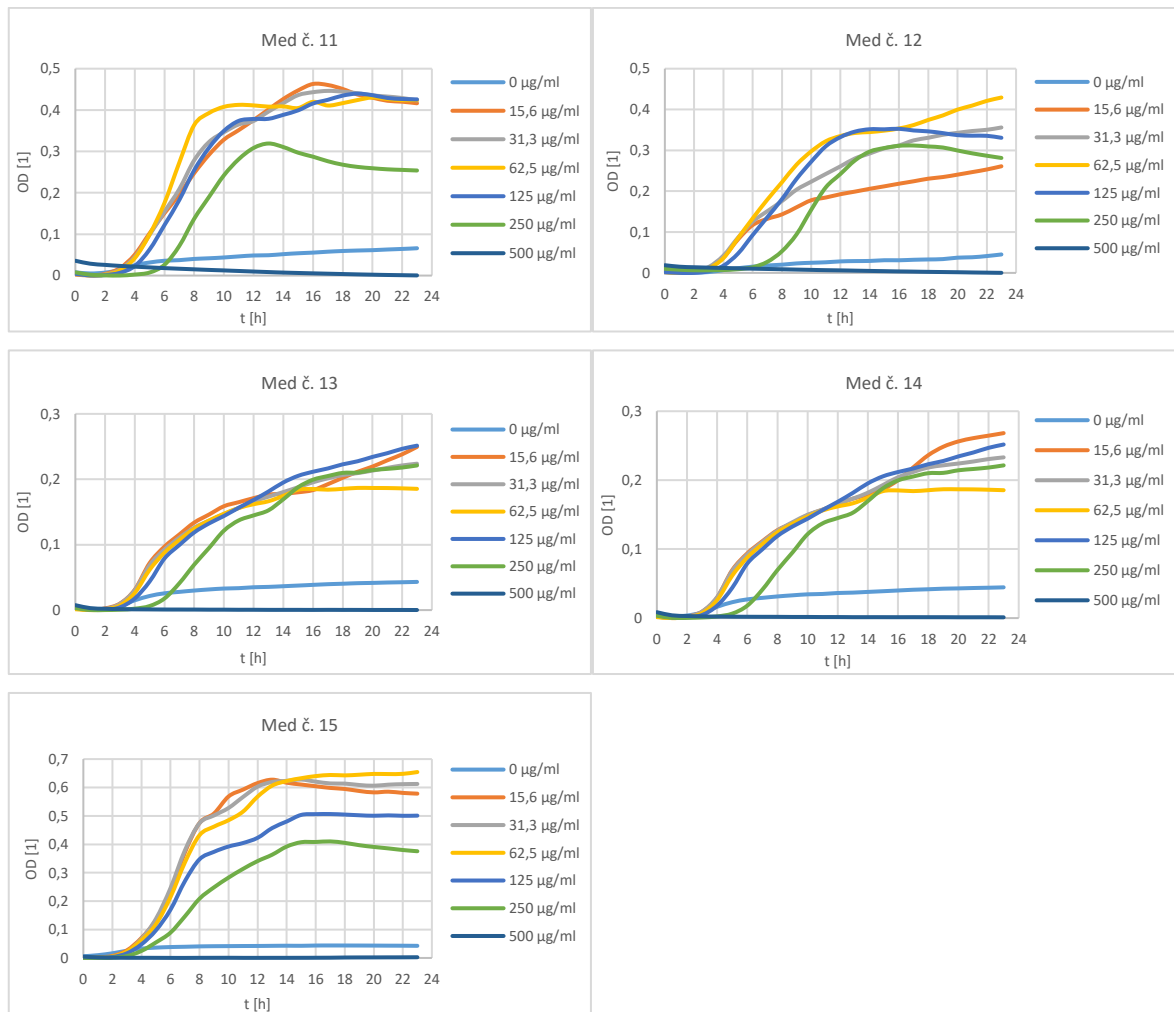 Med č. 11
0,5
0,4
0,3
0,2
0,1
0
OD [1]
0 2 4 6 8 10 12 14 16 18 20 22 24
t [h]
0 µg/ml
15,6 µg/ml
31,3 µg/ml
62,5 µg/ml
125 µg/ml
250 µg/ml
500 µg/ml
Med č. 12
0,5
0,4
0,3
0,2
0,1
0
OD [1]
0 2 4 6 8 10 12 14 16 18 20 22 24
t [h]
0 µg/ml
15,6 µg/ml
31,3 µg/ml
62,5 µg/ml
125 µg/ml
250 µg/ml
500 µg/ml
Med č. 13
0,3
0,2
0,1
0
OD [1]
0 2 4 6 8 10 12 14 16 18 20 22 24
t [h]
0 µg/ml
15,6 µg/ml
31,3 µg/ml
62,5 µg/ml
125 µg/ml
250 µg/ml
500 µg/ml
Med č. 14
0,3
0,2
0,1
0
OD [1]
0 2 4 6 8 10 12 14 16 18 20 22 24
t [h]
0 µg/ml
15,6 µg/ml
31,3 µg/ml
62,5 µg/ml
125 µg/ml
250 µg/ml
500 µg/ml
Med č. 15
0,7
0,6
0,5
0,4
0,3
0,2
0,1
0
OD [1]
0 2 4 6 8 10 12 14 16 18 20 22 24
t [h]
0 µg/ml
15,6 µg/ml
31,3 µg/ml
62,5 µg/ml
125 µg/ml
250 µg/ml
500 µg/ml